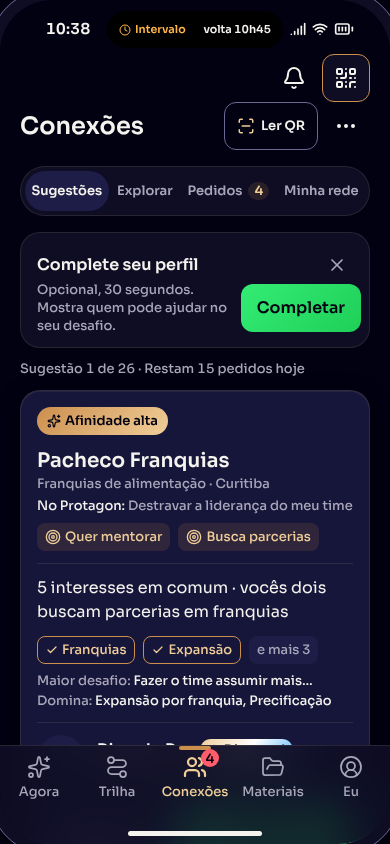 10:38
Intervalo volta 10h45
Conexões
Ler QR
Sugestões Explorar Pedidos 4 Minha rede
Complete seu perfil
Opcional, 30 segundos.
Mostra quem pode ajudar no
seu desafio.
Completar
Sugestão 1 de 26 · Restam 15 pedidos hoje
Afinidade alta
Pacheco Franquias
Franquias de alimentação · Curitiba
No Protagon: Destravar a liderança do meu time
Quer mentorar Busca parcerias
5 interesses em comum · vocês dois
buscam parcerias em franquias
Franquias Expansão e mais 3
Maior desafio: Fazer o time assumir mais...
Domina: Expansão por franquia, Precificação
4
Agora Trilha Conexões Materiais Eu